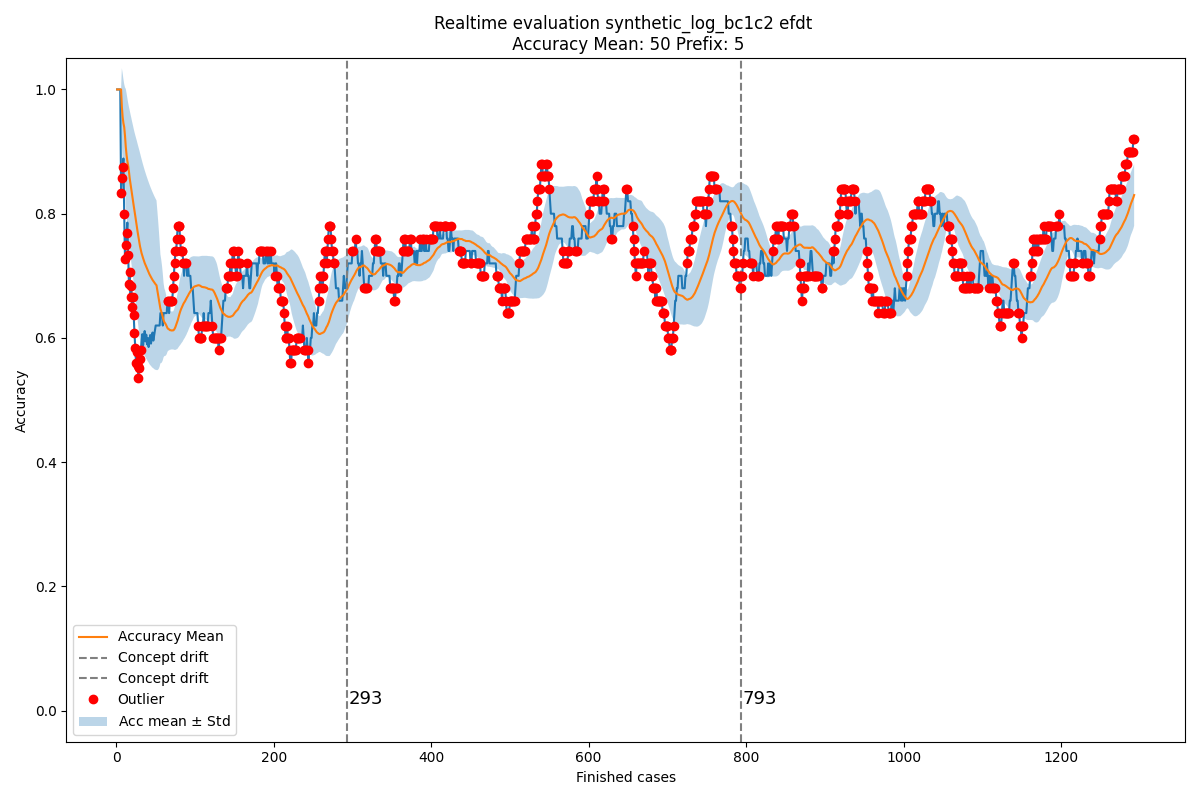 Realtime evaluation synthetic_log_bc1c2 efdt
Accuracy Mean: 50 Prefix: 5
1.0
0.8
0.6
0.4
0.2
0.0
Accuracy
Accuracy Mean
Concept drift
Concept drift
Outlier
Acc mean ± Std
293
793
0
200
400
600
800
1000
1200
Finished cases